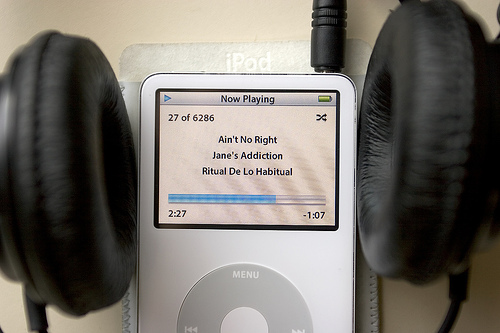 iPod
Now Playing
27 of 6286
Ain't No Right
Jane's Addiction
Ritual De Lo Habitual
2:27 -1:07
MENU